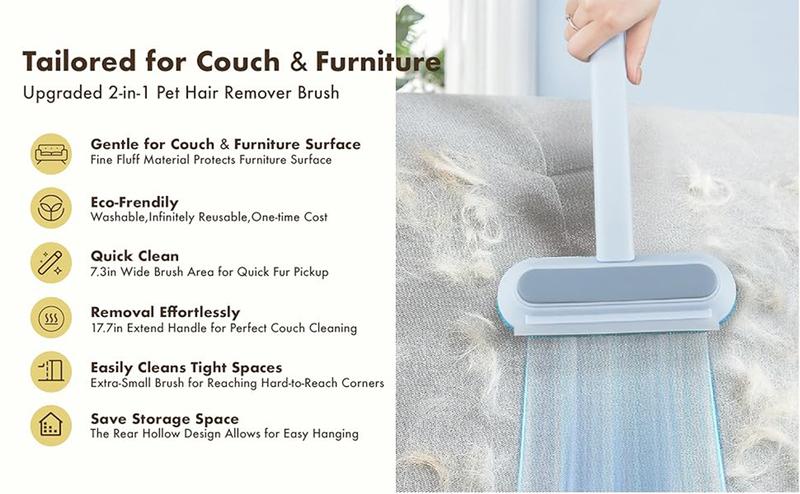 Tailored for Couch & Furniture
Upgraded 2-in-1 Pet Hair Remover Brush
Gentle for Couch & Furniture Surface
Fine Fluff Material Protects Furniture Surface
Eco-Frendily
Washable,Infinitely Reusable,One-time Cost
Quick Clean
7.3in Wide Brush Area for Quick Fur Pickup
Removal Effortlessly
17.7in Extend Handle for Perfect Couch Cleaning
Easily Cleans Tight Spaces
Extra-Small Brush for Reaching Hard-to-Reach Corners
Save Storage Space
The Rear Hollow Design Allows for Easy Hanging